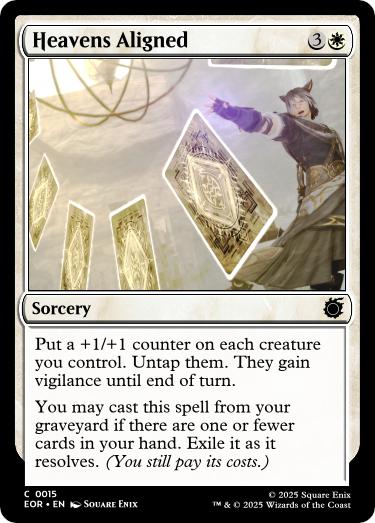 Heavens Aligned 3
Sorcery
Put a +1/+1 counter on each creature
you control. Untap them. They gain
vigilance until end of turn.
You may cast this spell from your
graveyard if there are one or fewer
cards in your hand. Exile it as it
resolves. (You still pay its costs.)
C 0015
EOR • EN SQUARE ENIX
© 2025 Square Enix
™ & © 2025 Wizards of the Coast